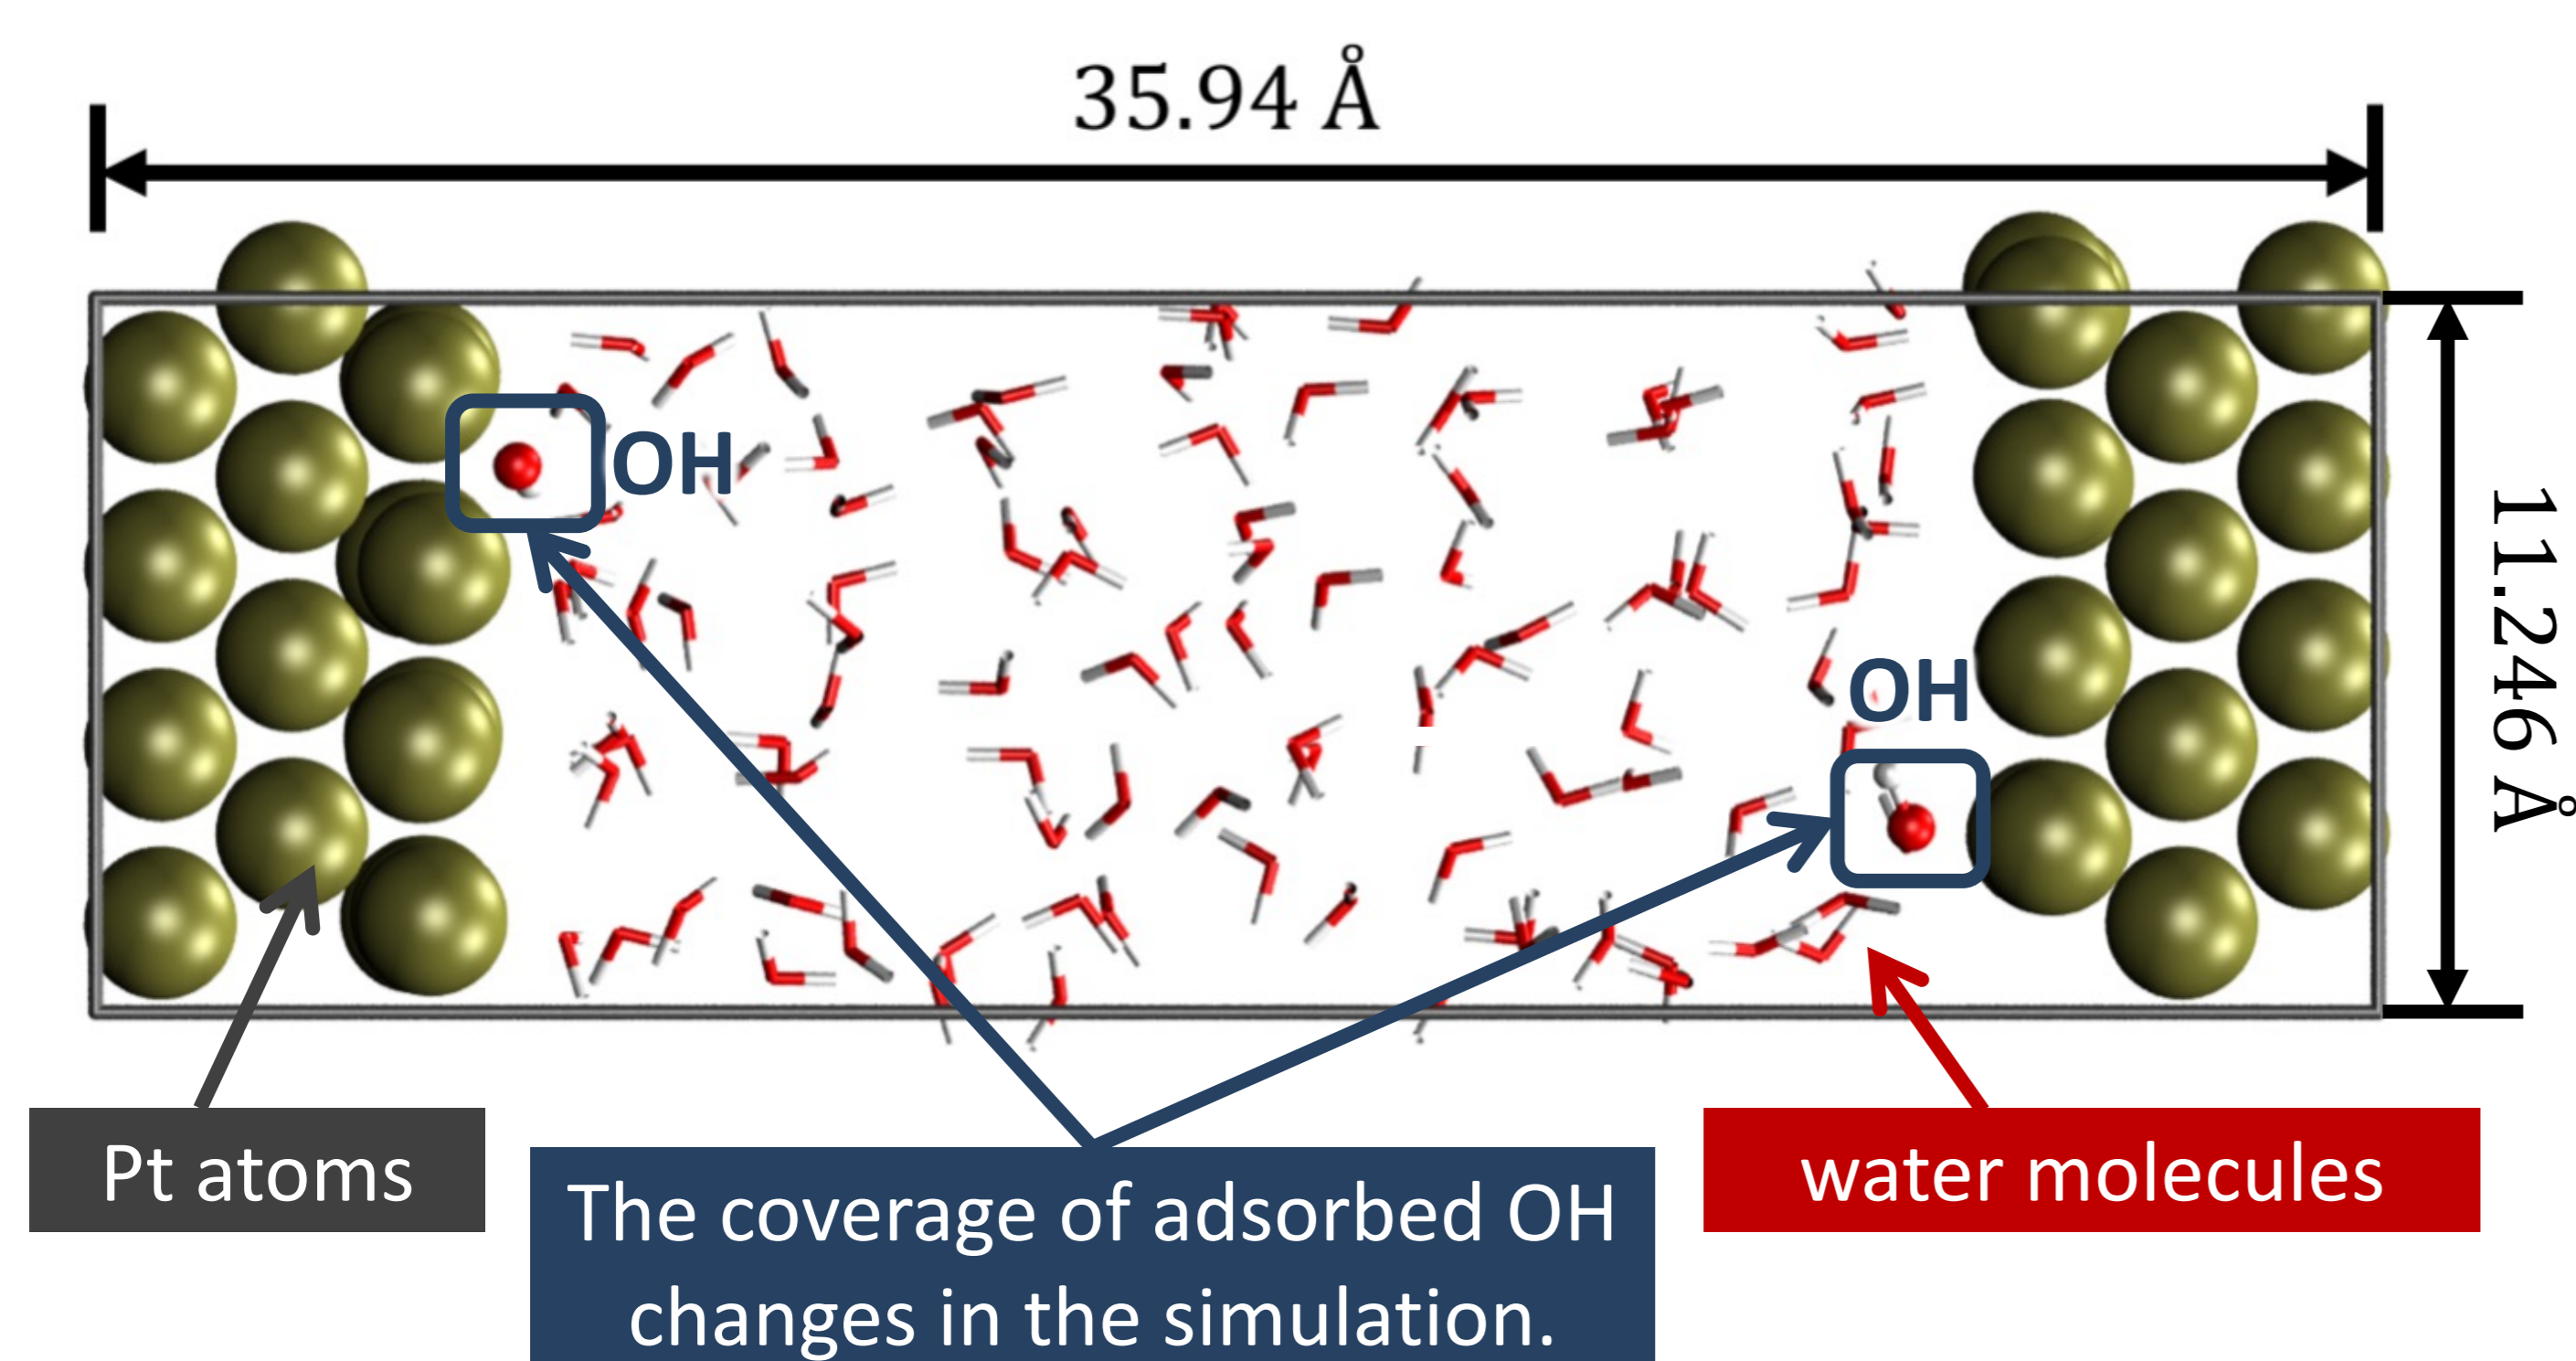 35.94 Å
OH
11.246 Å
OH
Pt atoms
The coverage of adsorbed OH
changes in the simulation.
water molecules